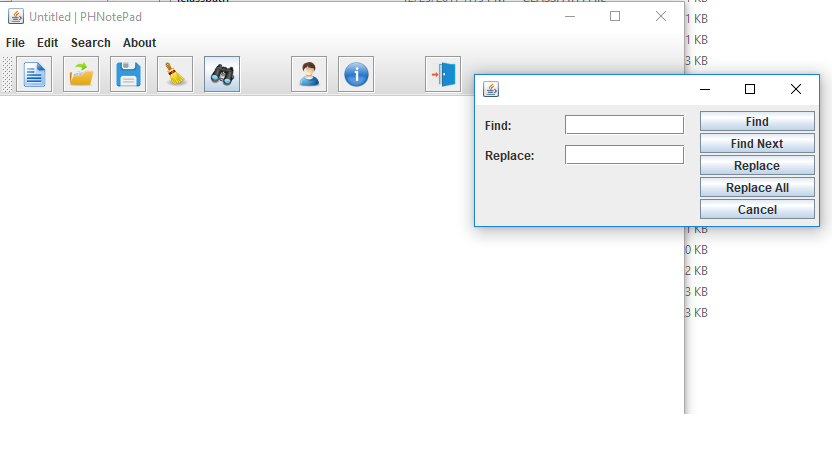 Untitled | PHNotePad
File Edit Search About
Find:
Replace:
Find
Find Next
Replace
Replace All
Cancel
KB
1 KB
1 KB
3 KB
KB
0 KB
2 KB
3 KB
3 KB